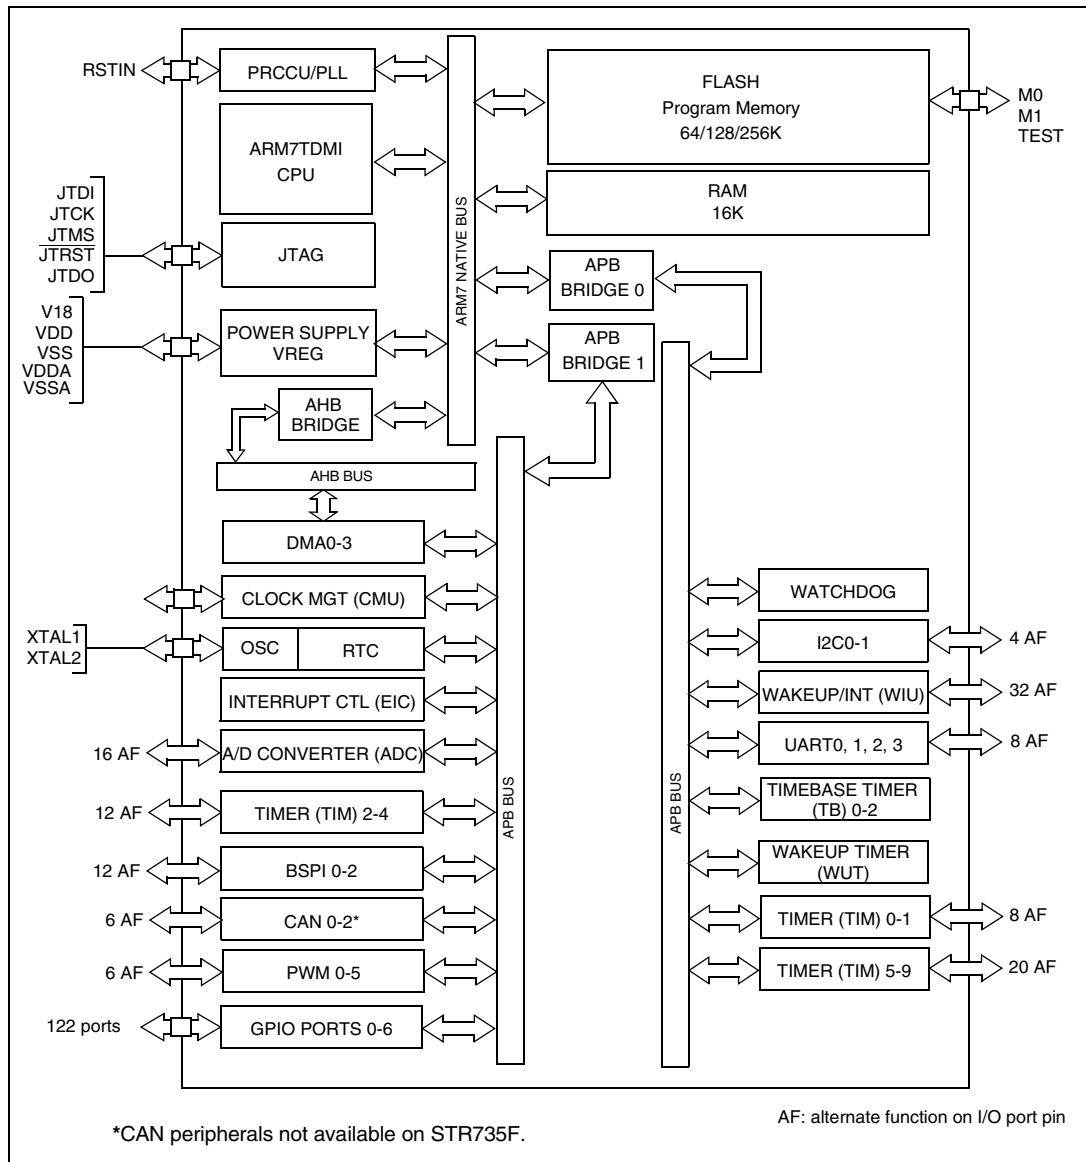 RSTIN
PRCCU/PLL
FLASH
Program Memory
64/128/256K
M0
M1
TEST
ARM7TDMI
CPU
RAM
16K
JTDI
JTCK
JTMS
JTRST
JTDO
JTAG
ARM7 NATIVE BUS
APB
BRIDGE 0
V18
VDD
VSS
VDDA
VSSA
POWER SUPPLY
VREG
APB
BRIDGE 1
AHB
BRIDGE
AHB BUS
DMA0-3
CLOCK MGT (CMU)
XTAL1
XTAL2
OSC
RTC
INTERRUPT CTL (EIC)
16 AF
A/D CONVERTER (ADC)
12 AF
TIMER (TIM) 2-4
12 AF
BSPI 0-2
6 AF
CAN 0-2*
6 AF
PWM 0-5
122 ports
GPIO PORTS 0-6
APB BUS
APB BUS
WATCHDOG
I2C0-1
4 AF
WAKEUP/INT (WIU)
32 AF
UART0, 1, 2, 3
8 AF
TIMEBASE TIMER
(TB) 0-2
WAKEUP TIMER
(WUT)
TIMER (TIM) 0-1
8 AF
TIMER (TIM) 5-9
20 AF
*CAN peripherals not available on STR735F.
AF: alternate function on I/O port pin